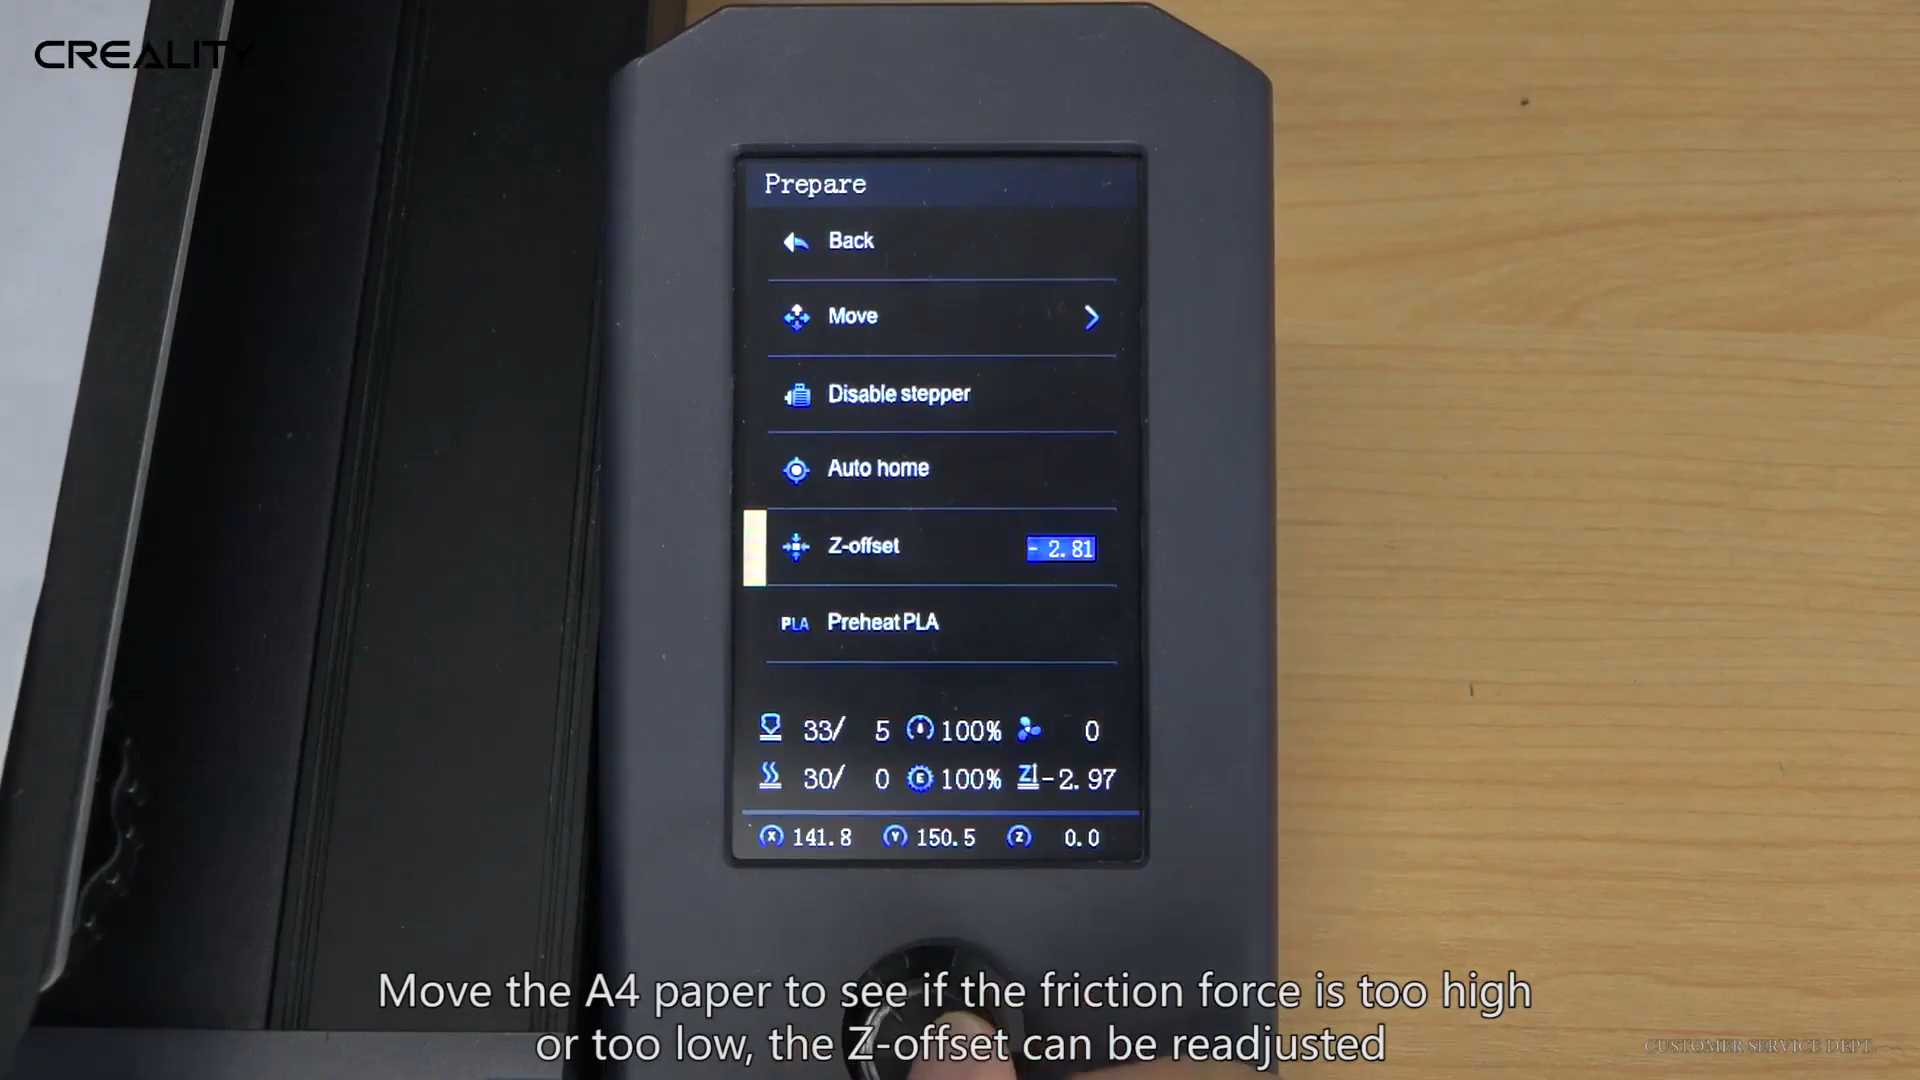 CREALITY
Prepare
Back
Move
Disable stepper
Auto home
Z-offset - 2.81
PLA Preheat PLA
33/ 5 100% 0
30/ 0 E 100% Z -2.97
X 141.8 Y 150.5 Z 0.0
Move the A4 paper to see if the friction force is too high
or too low, the Z-offset can be readjusted
CUSTOMER SERVICE DEPT.